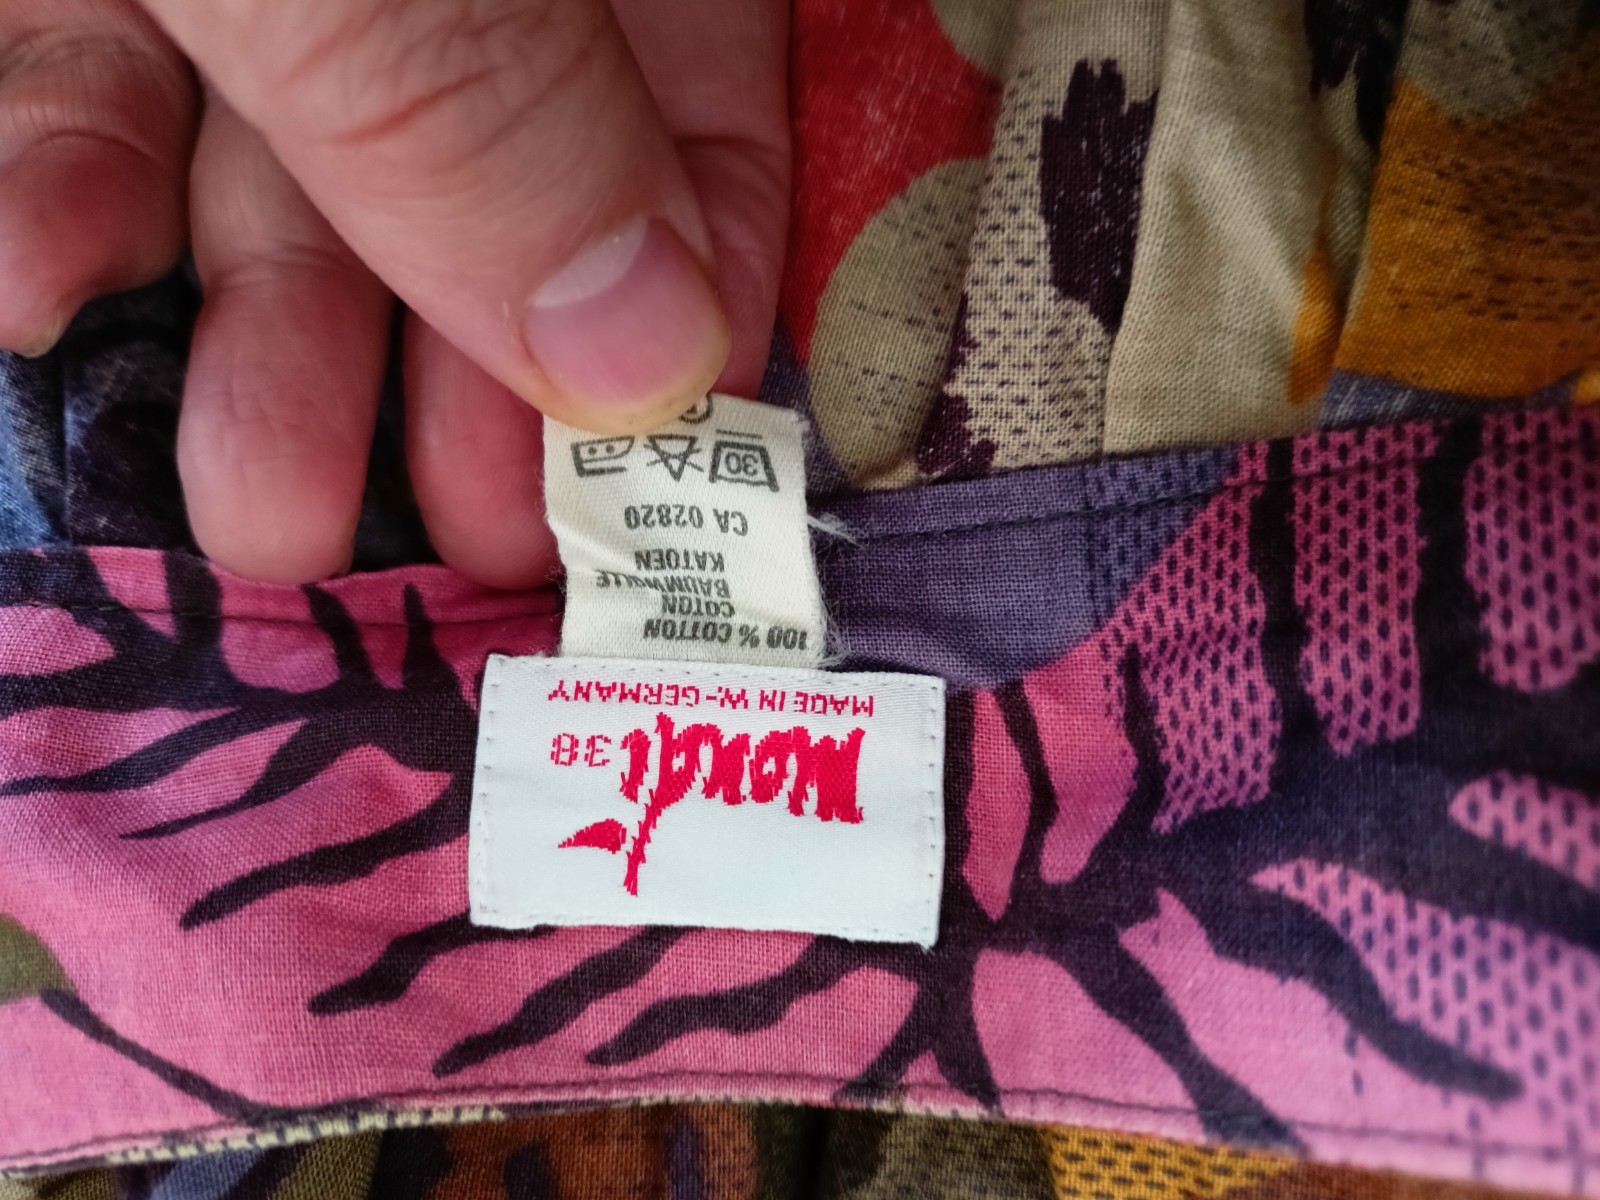 Mondi 38
MADE IN W.-GERMANY
100 % COTTON
COTON
BAUMWOLLE
KATOEN
CA 02820
30